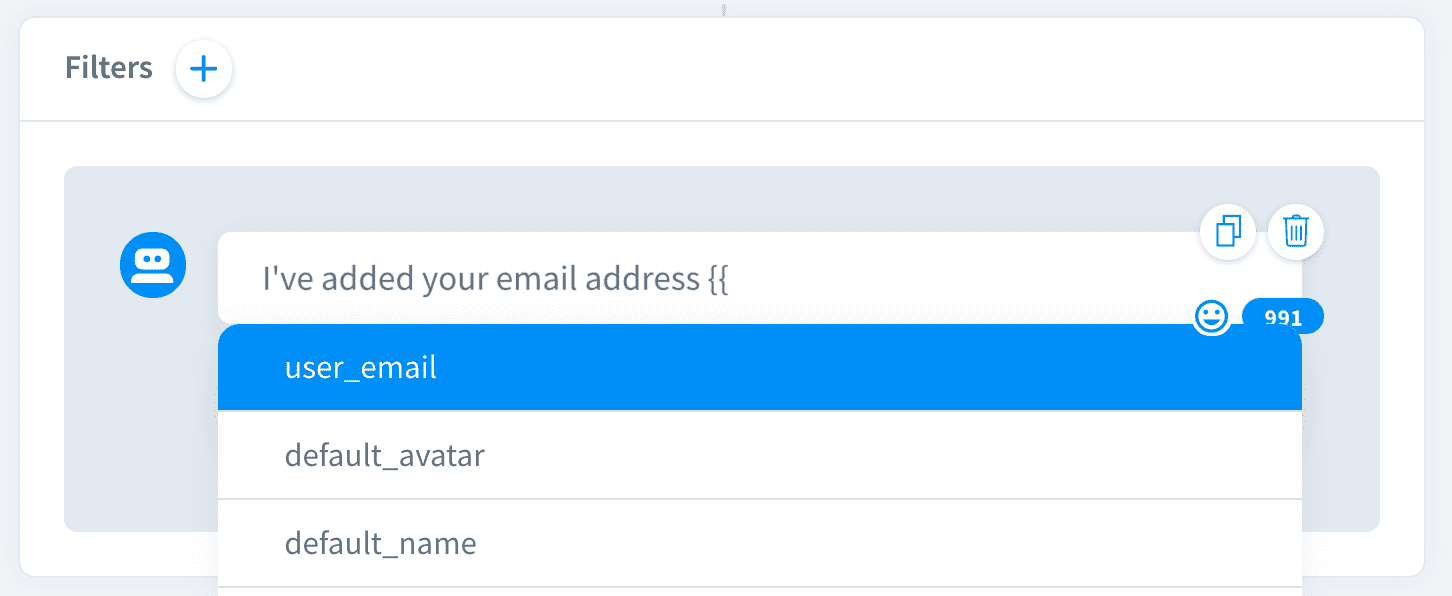 Filters
I've added your email address {{
991
user_email
default_avatar
default_name